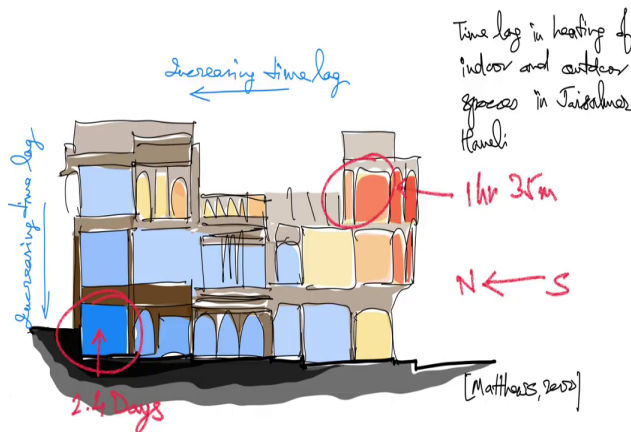 Time lag in heating of
indoor and outdoor
spaces in Jaisalmer
Haveli
Increasing time lag
Increasing time lag
1 hr 35 m
N ← S
2.4 Days
[Matthews, 2000]